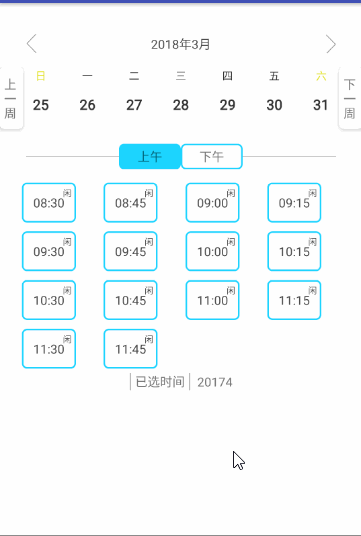 2018年3月
上一周
日 一 二 三 四 五 六
25 26 27 28 29 30 31
下一周
上午 下午
08:30 闲 08:45 闲 09:00 闲 09:15 闲
09:30 闲 09:45 闲 10:00 闲 10:15 闲
10:30 闲 10:45 闲 11:00 闲 11:15 闲
11:30 闲 11:45 闲
已选时间 20174